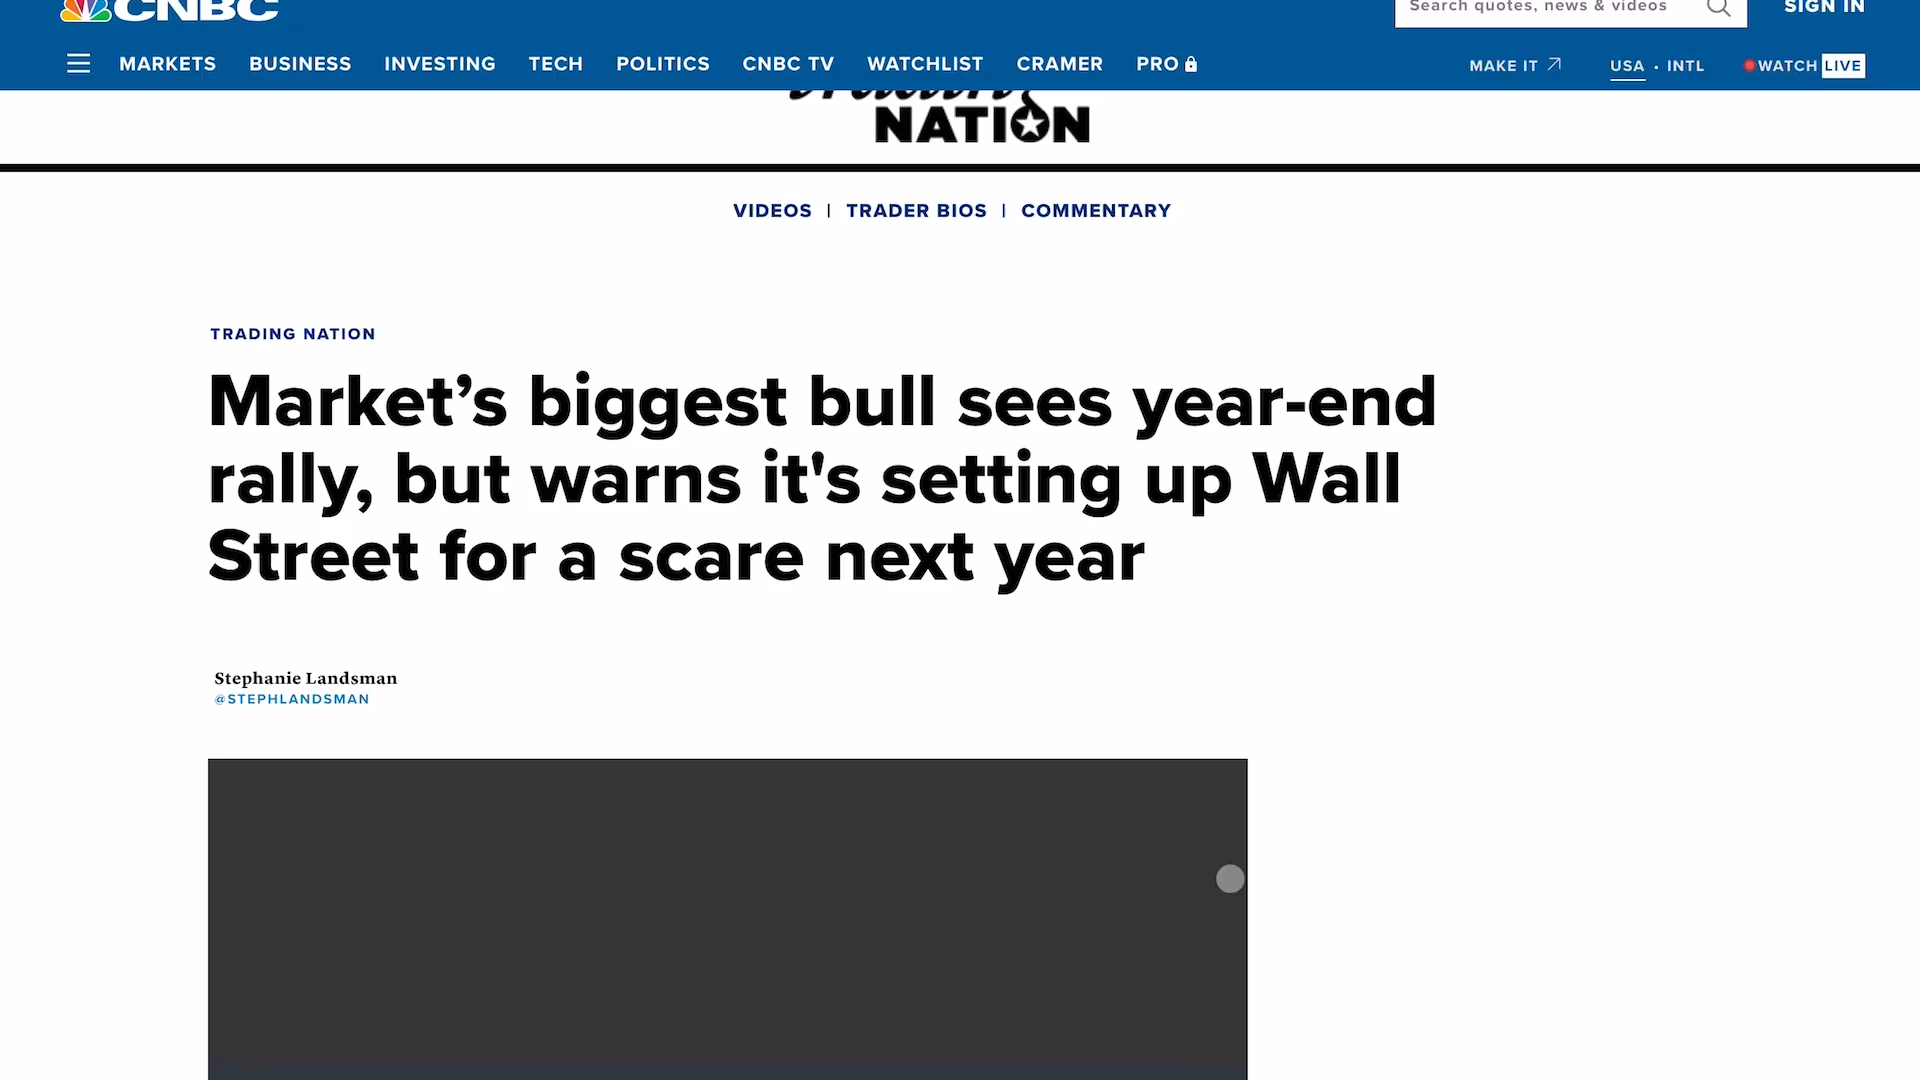 CNBC
Search quotes, news & videos
SIGN IN
MARKETS BUSINESS INVESTING TECH POLITICS CNBC TV WATCHLIST CRAMER PRO
MAKE IT USA · INTL WATCH LIVE
Trading
NATION
VIDEOS | TRADER BIOS | COMMENTARY
TRADING NATION
Market’s biggest bull sees year-end
rally, but warns it's setting up Wall
Street for a scare next year
Stephanie Landsman
@STEPHLANDSMAN